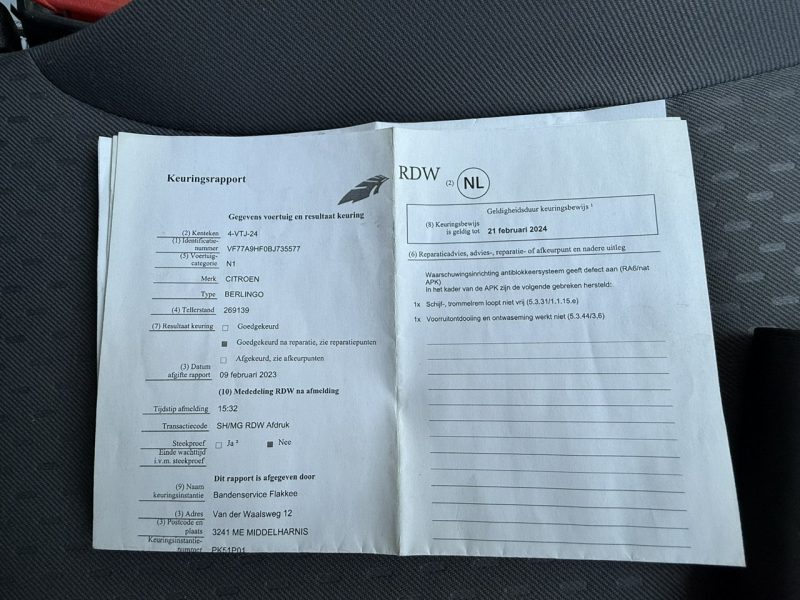 Keuringsrapport
Gegevens voertuig en resultaat keuring
(2) Kenteken 4-VTJ-24
(1) Identificatie-
nummer VF77A9HF0BJ735577
(5) Voertuig-
categorie N1
Merk CITROEN
Type BERLINGO
(4) Tellerstand 269139
(7) Resultaat keuring Goedgekeurd
Goedgekeurd na reparatie, zie reparatiepunten
Afgekeurd, zie afkeurpunten
(3) Datum
afgifte rapport 09 februari 2023
(10) Mededeling RDW na afmelding
Tijdstip afmelding 15:32
Transactiecode SH/MG RDW Afdruk
Steekproef Ja ² Nee
Einde wachttijd
i.v.m. steekproef
Dit rapport is afgegeven door
(9) Naam
keuringsinstantie Bandenservice Flakkee
(3) Adres Van der Waalsweg 12
(3) Postcode en
plaats 3241 ME MIDDELHARNIS
Keuringsinstantie-
nummer PK51P01
RDW (2) NL
Geldigheidsduur keuringsbewijs ¹
(8) Keuringsbewijs
is geldig tot 21 februari 2024
(6) Reparatieadvies, advies-, reparatie- of afkeurpunt en nadere uitleg
Waarschuwingsinrichting antiblokkeersysteem geeft defect aan (RA6/nat
APK)
In het kader van de APK zijn de volgende gebreken hersteld:
1x Schijf-, trommelrem loopt niet vrij (5.3.31/1.1.15.e)
1x Voorruitontdooiing en ontwaseming werkt niet (5.3.44/3,6)